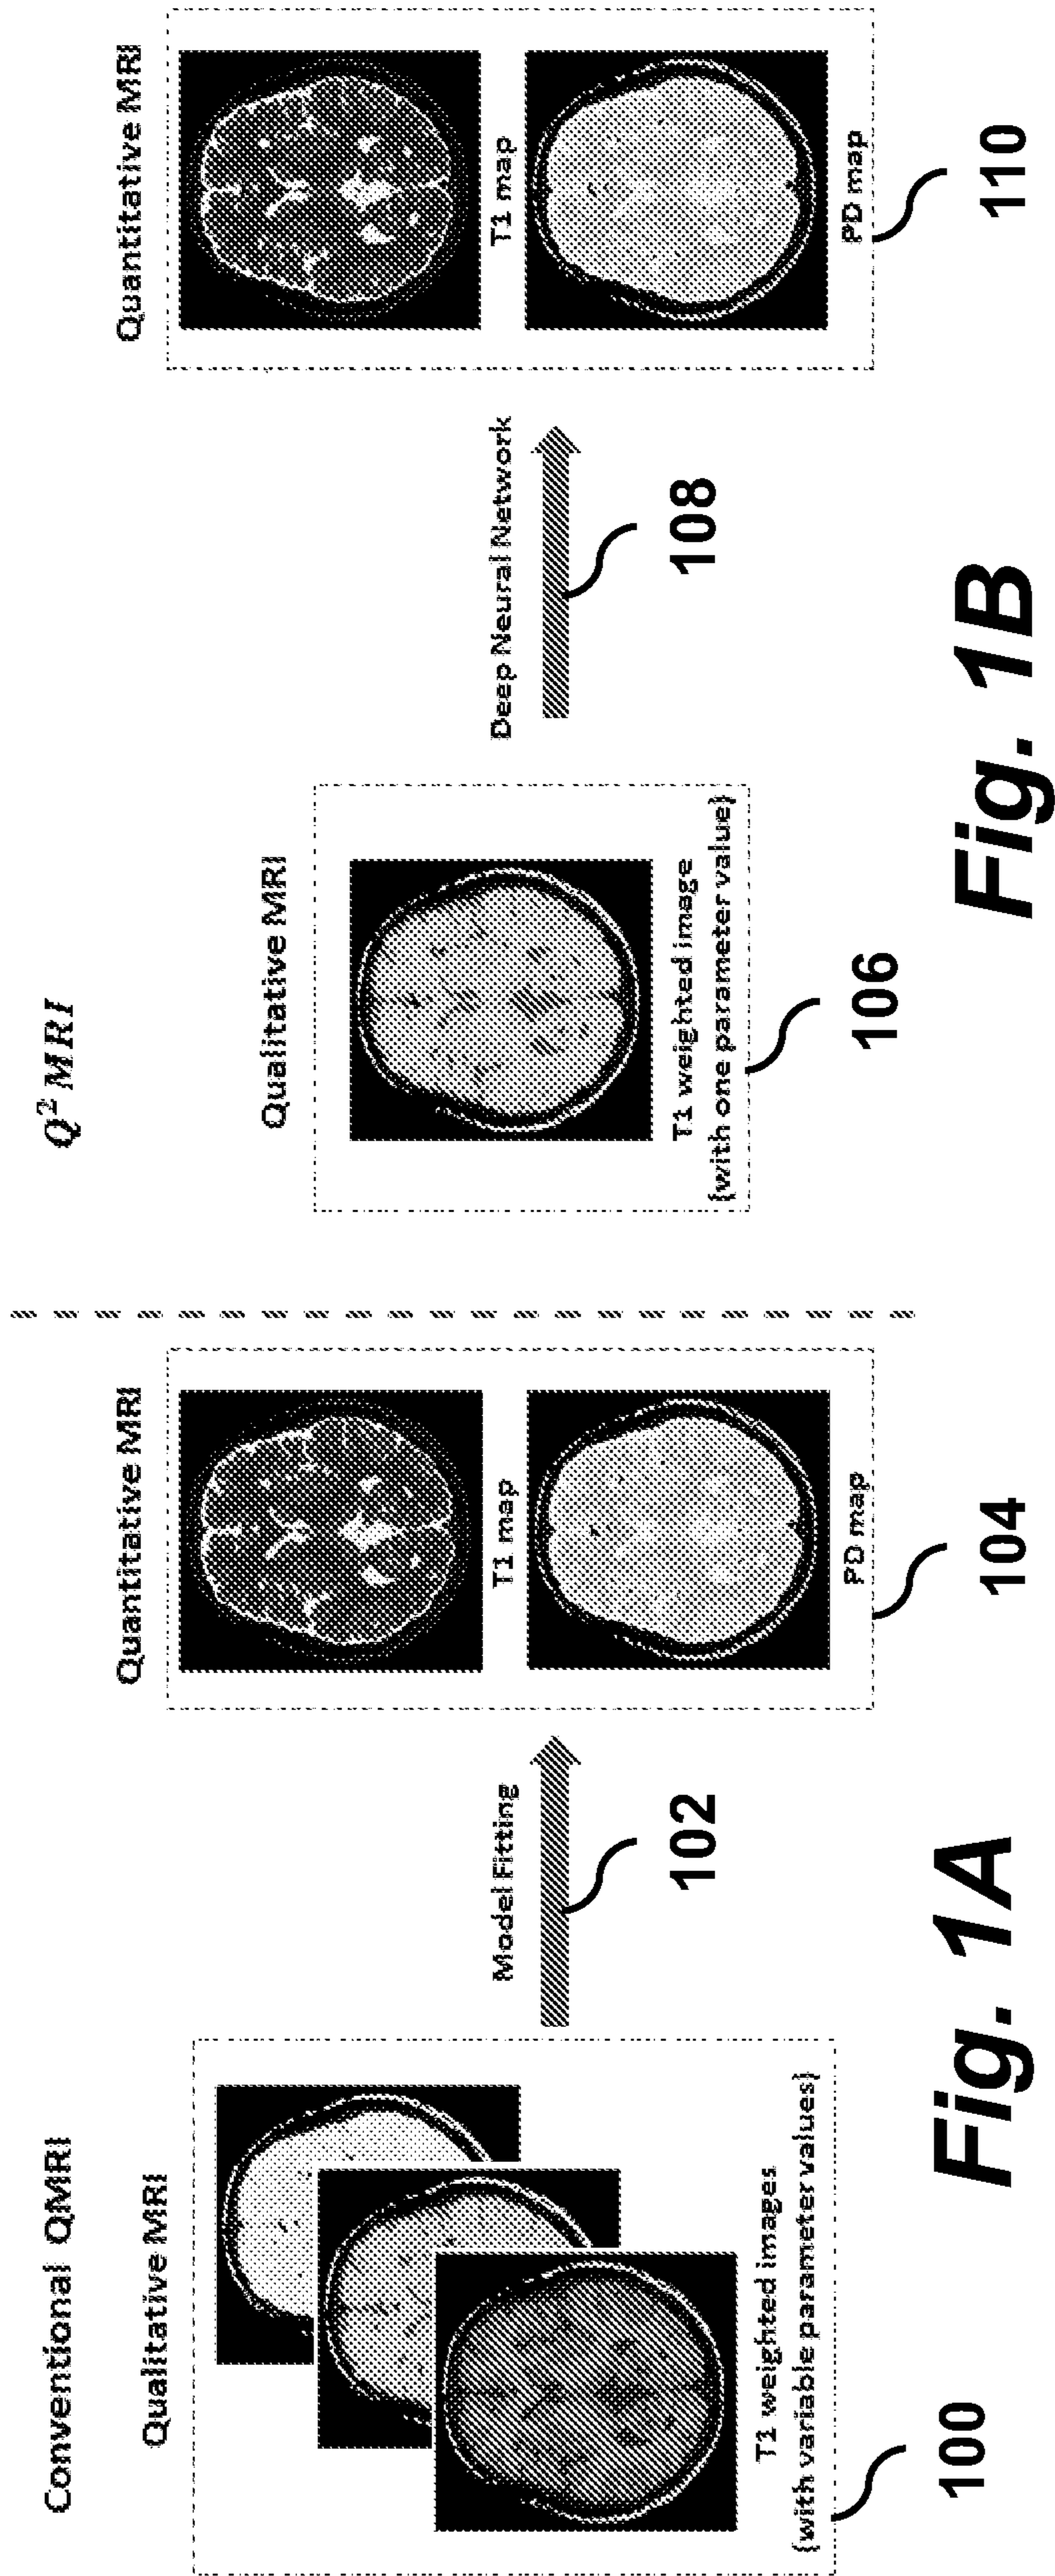 Conventional QMRI
Qualitative MRI
T1 weighted images
(with variable parameter values)
100
Model Fitting
102
Quantitative MRI
T1 map
PD map
104
Fig. 1A
Q² MRI
Qualitative MRI
T1 weighted image
(with one parameter value)
106
Deep Neural Network
108
Quantitative MRI
T1 map
PD map
110
Fig. 1B